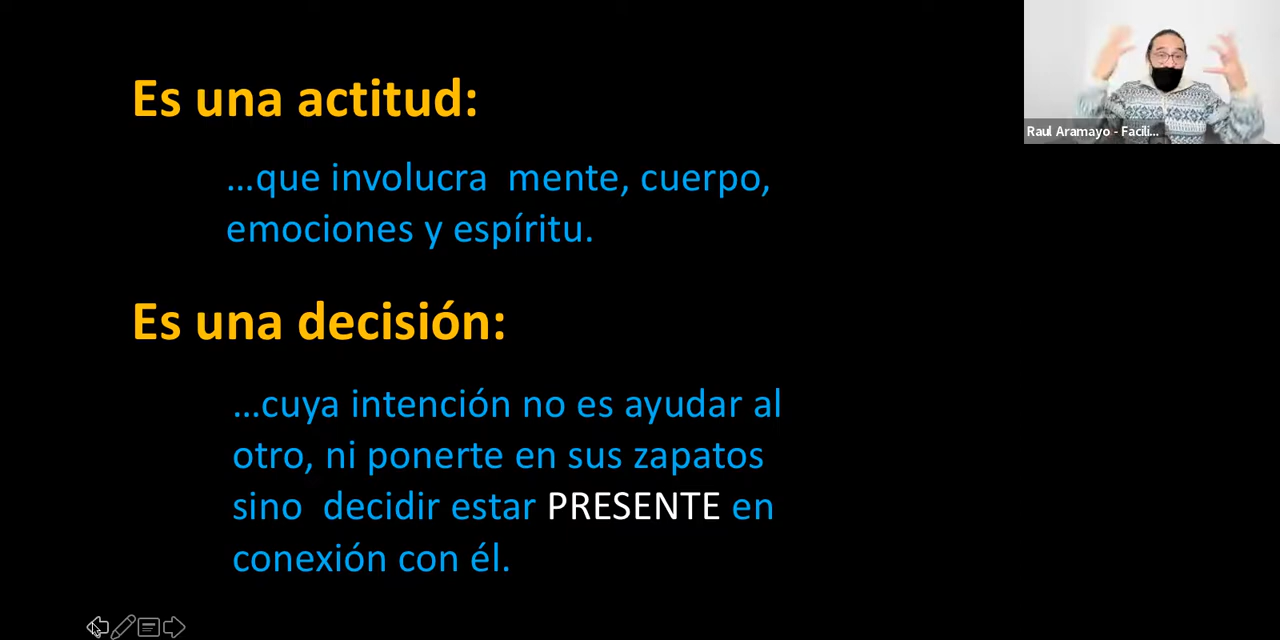 Es una actitud:
…que involucra  mente, cuerpo,
emociones y espíritu.
Es una decisión:
…cuya intención no es ayudar al
otro, ni ponerte en sus zapatos
sino  decidir estar PRESENTE en
conexión con él.
Raul Aramayo - Facili...